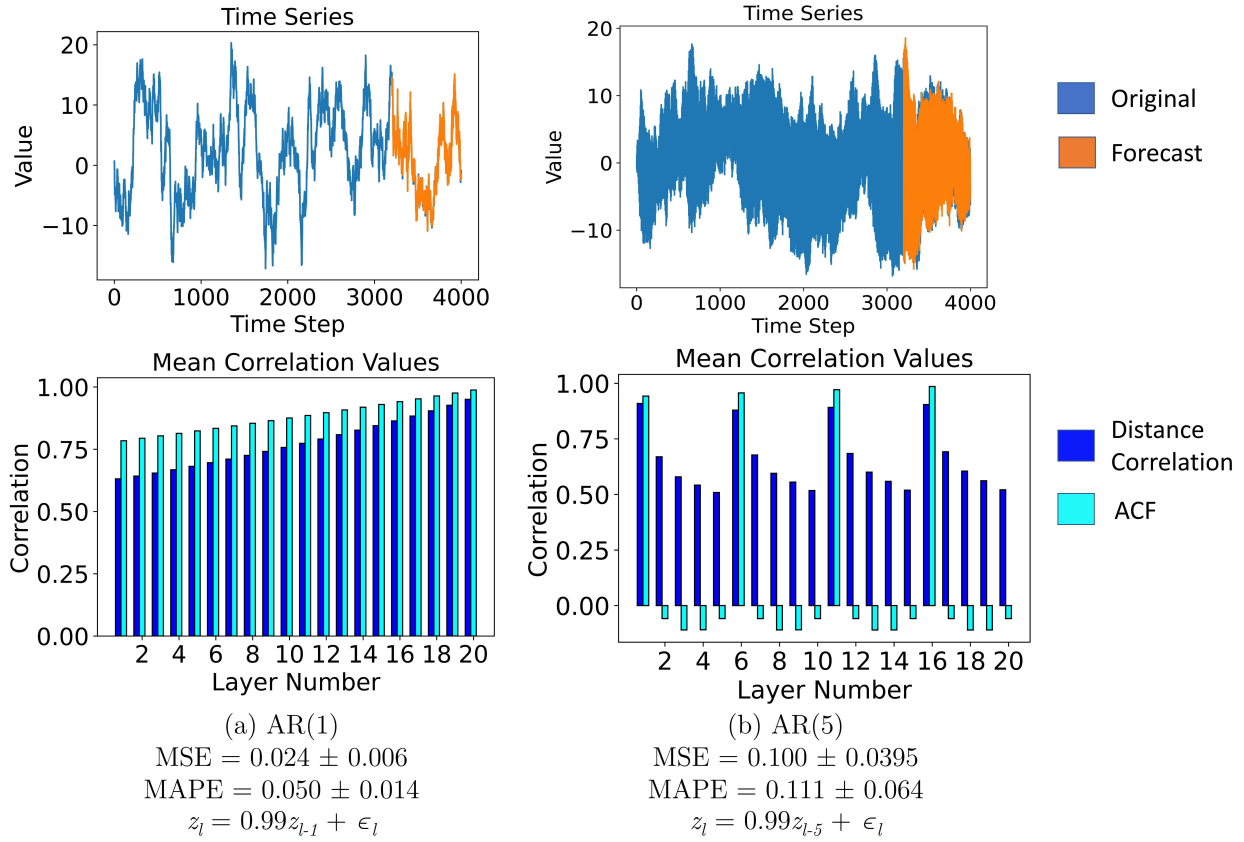 Time Series
20
10
0
−10
Value
0 1000 2000 3000 4000
Time Step
Time Series
20
10
0
−10
Value
0 1000 2000 3000 4000
Time Step
Original
Forecast
Mean Correlation Values
1.00
0.75
0.50
0.25
0.00
Correlation
2 4 6 8 10 12 14 16 18 20
Layer Number
Mean Correlation Values
1.00
0.75
0.50
0.25
0.00
Correlation
2 4 6 8 10 12 14 16 18 20
Layer Number
Distance
Correlation
ACF
(a) AR(1)
MSE = 0.024 ± 0.006
MAPE = 0.050 ± 0.014
z_l = 0.99z_{l-1} + ϵ_l
(b) AR(5)
MSE = 0.100 ± 0.0395
MAPE = 0.111 ± 0.064
z_l = 0.99z_{l-5} + ϵ_l